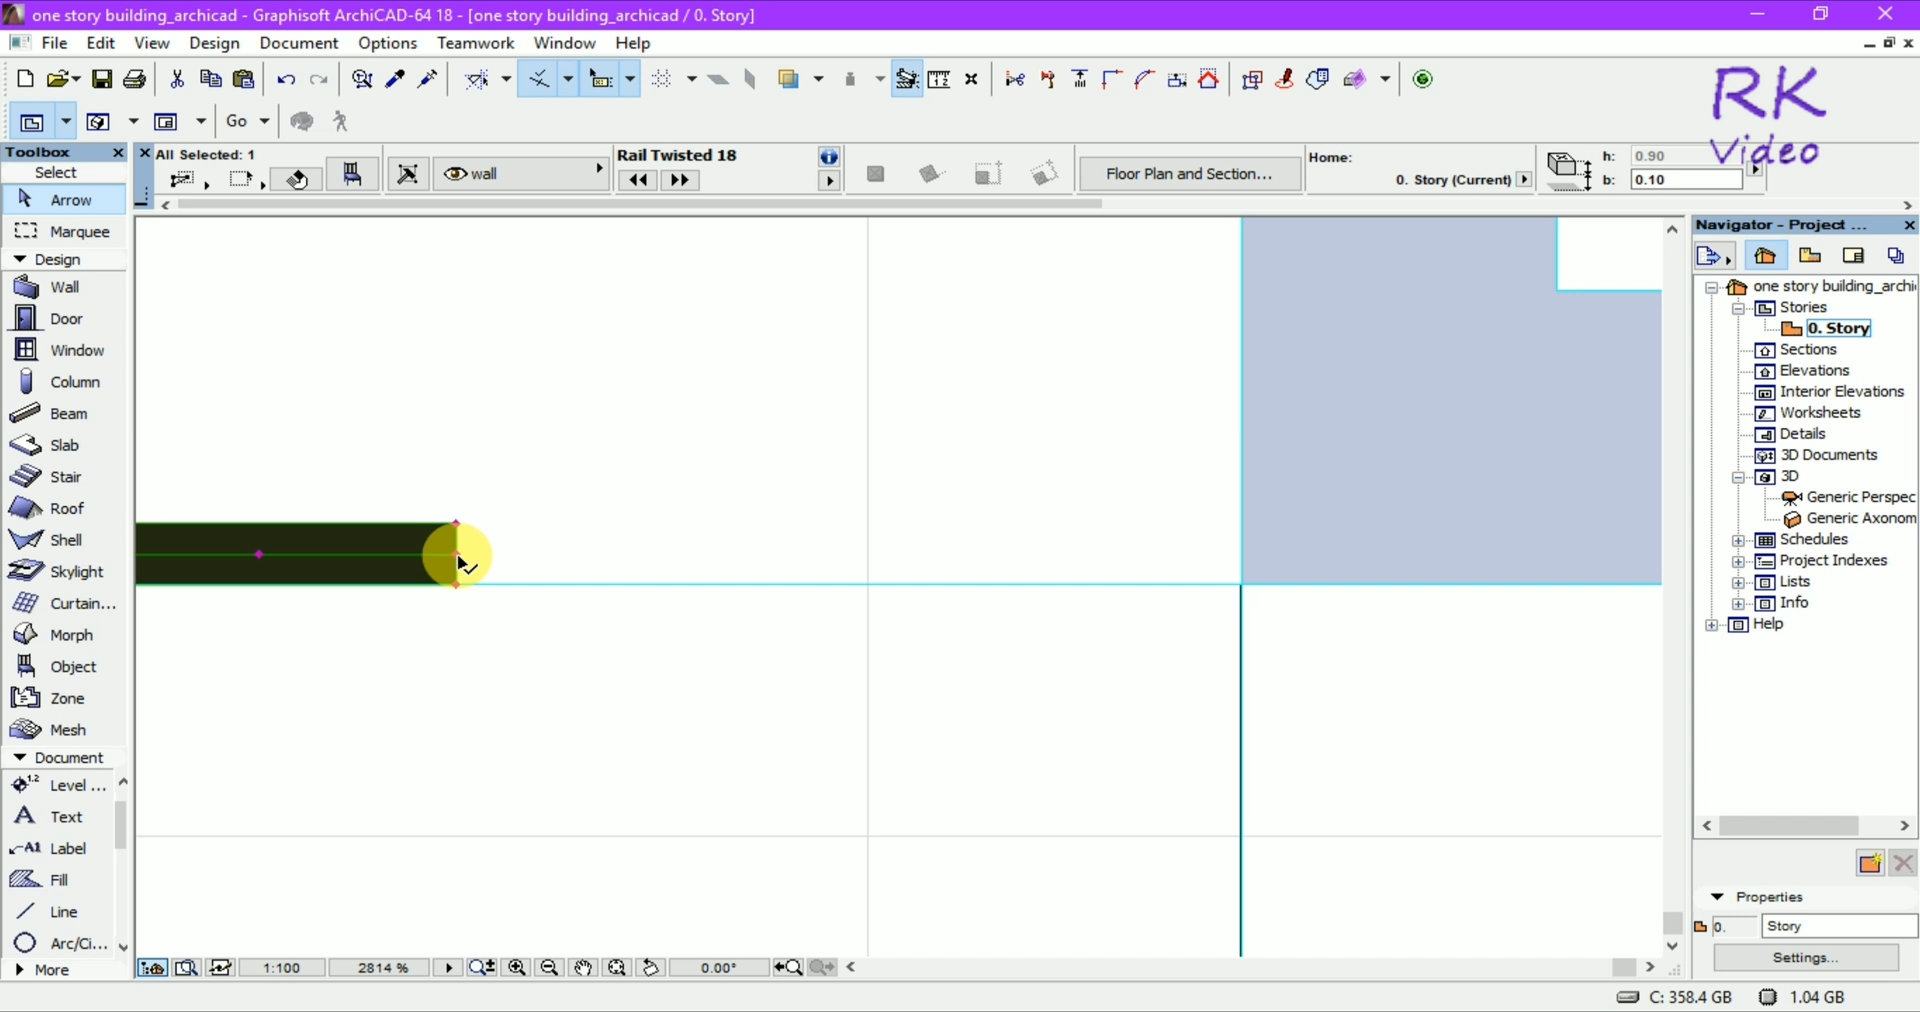 one story building_archicad - Graphisoft ArchiCAD-64 18 - [one story building_archicad / 0. Story]
File Edit View Design Document Options Teamwork Window Help
RK
Video
Go
Toolbox
Select
Arrow
Marquee
Design
Wall
Door
Window
Column
Beam
Slab
Stair
Roof
Shell
Skylight
Curtain...
Morph
Object
Zone
Mesh
Document
1.2 Level ...
A Text
A1 Label
Fill
Line
Arc/Ci...
More
All Selected: 1
wall
Rail Twisted 18
Floor Plan and Section...
Home:
0. Story (Current)
h: 0.90
b: 0.10
Navigator - Project ...
one story building_archi
Stories
0. Story
Sections
Elevations
Interior Elevations
Worksheets
Details
3D Documents
3D
Generic Perspec
Generic Axonom
Schedules
Project Indexes
Lists
Info
Help
Properties
0. Story
Settings...
1:100 2814 % 0.00°
C: 358.4 GB 1.04 GB